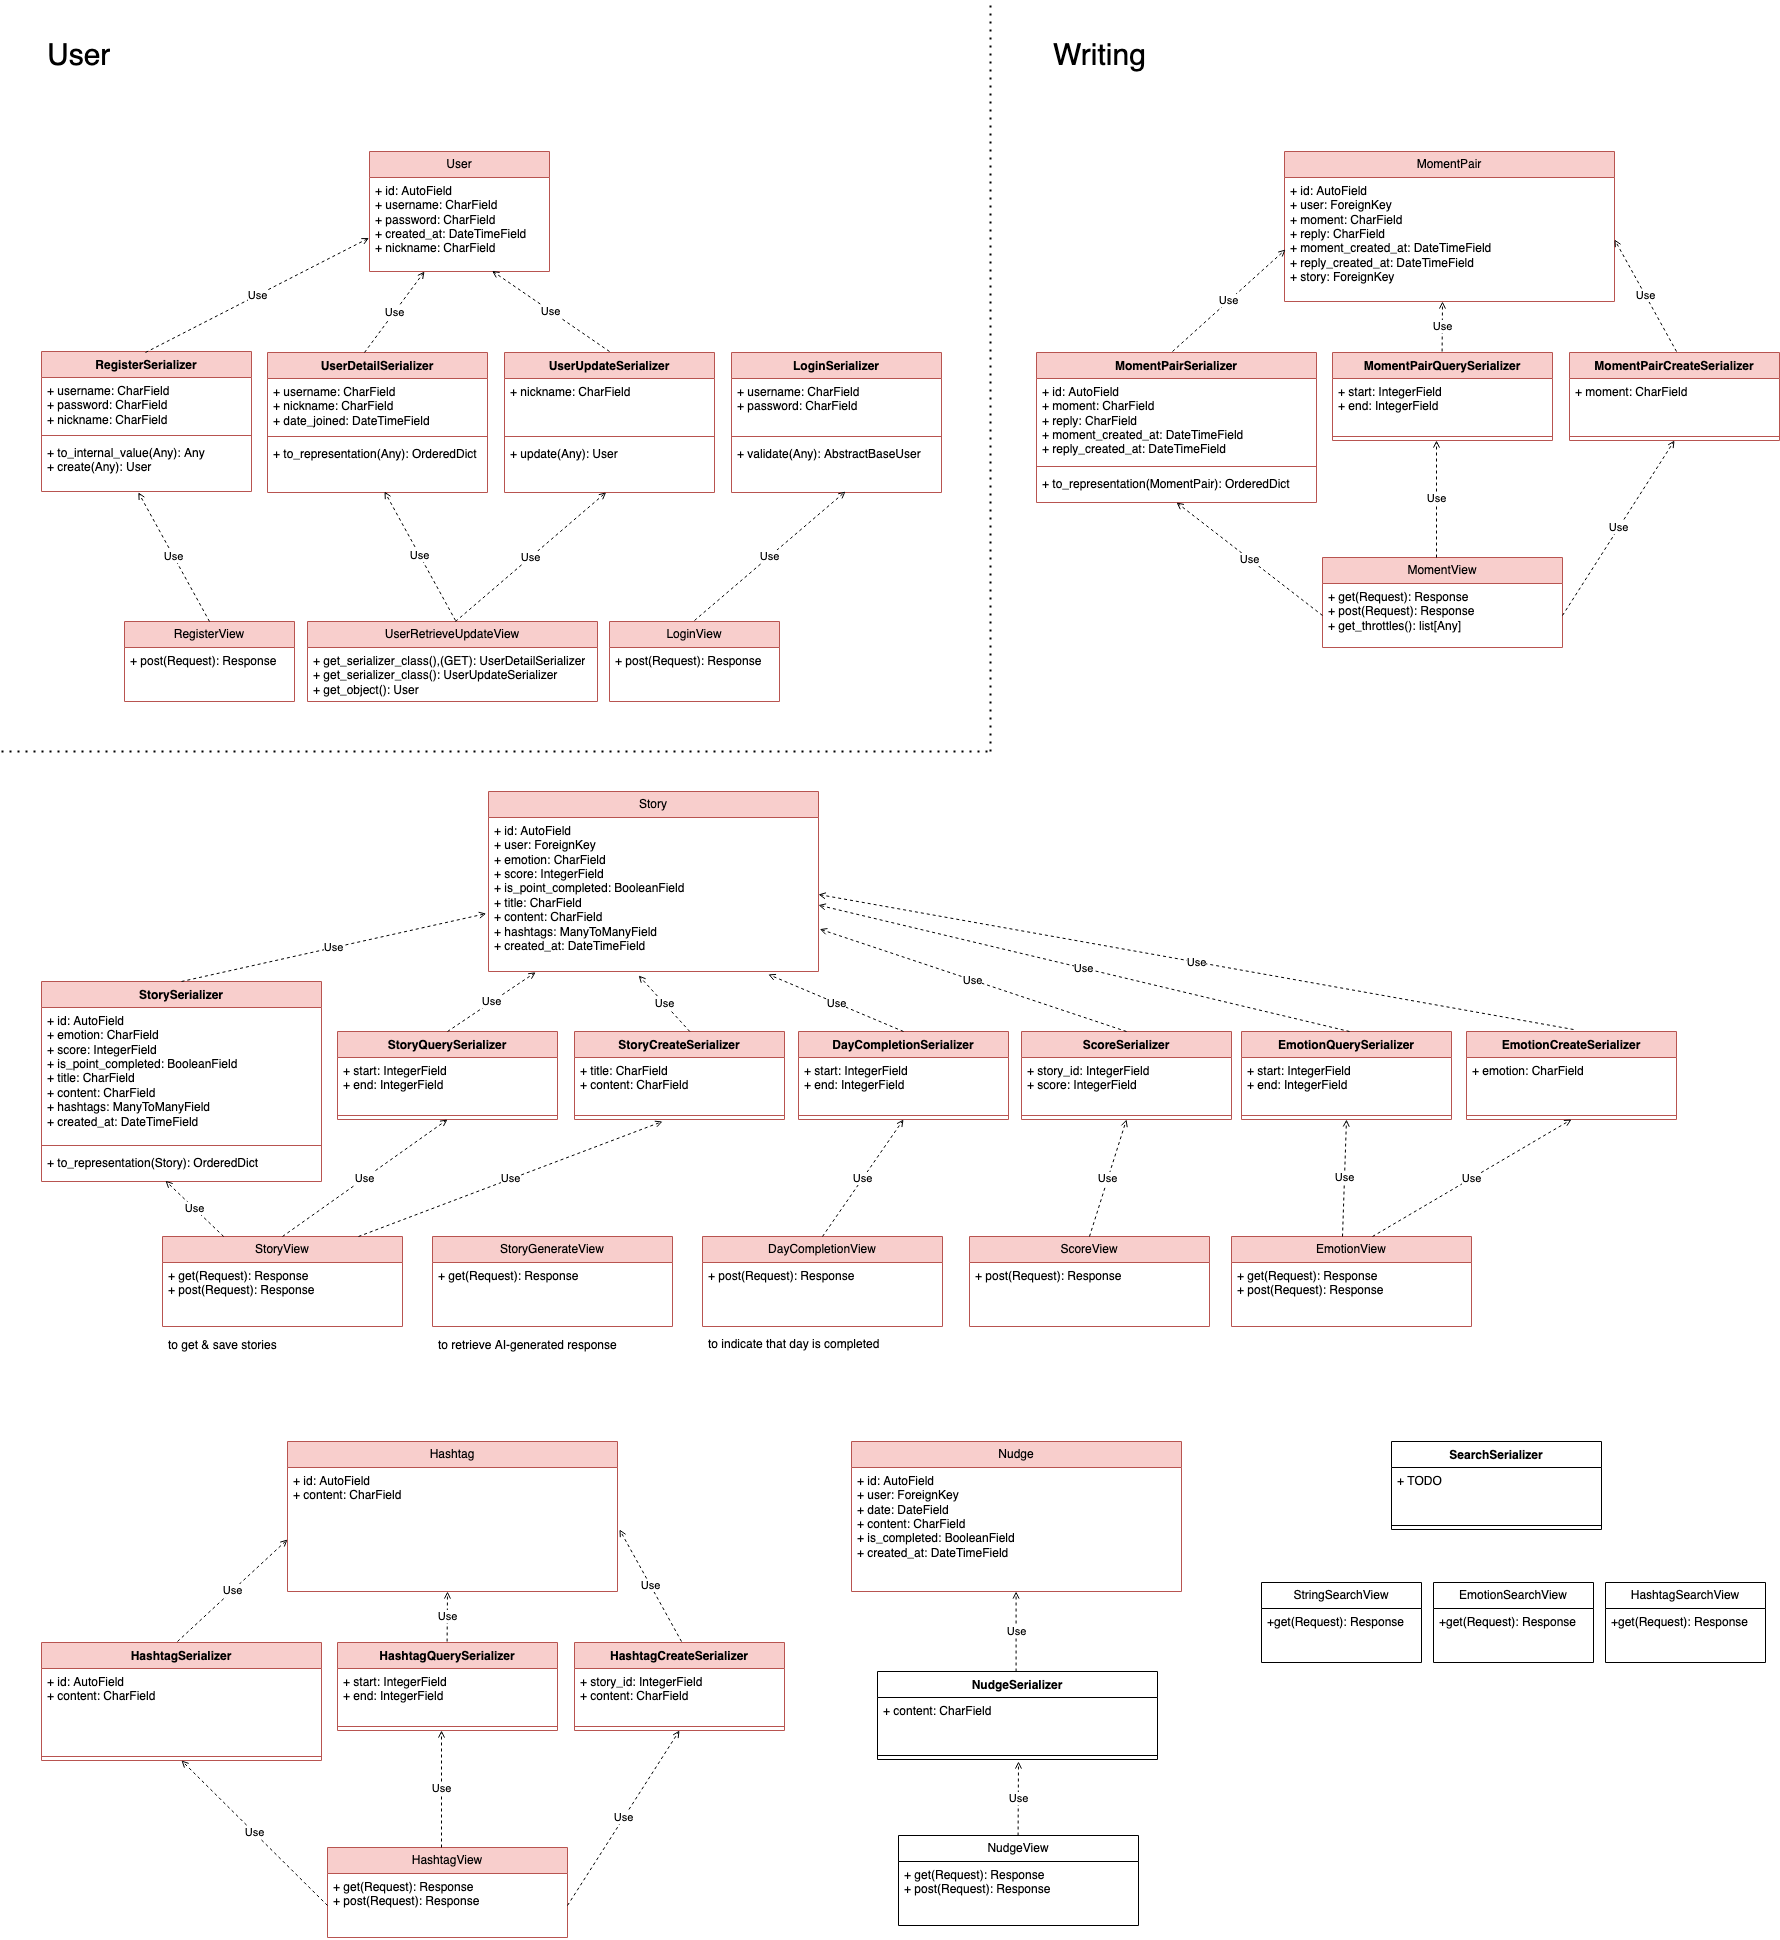 User
Writing
User
+ id: AutoField
+ username: CharField
+ password: CharField
+ created_at: DateTimeField
+ nickname: CharField
Use
Use
Use
RegisterSerializer
+ username: CharField
+ password: CharField
+ nickname: CharField
+ to_internal_value(Any): Any
+ create(Any): User
UserDetailSerializer
+ username: CharField
+ nickname: CharField
+ date_joined: DateTimeField
+ to_representation(Any): OrderedDict
UserUpdateSerializer
+ nickname: CharField
+ update(Any): User
LoginSerializer
+ username: CharField
+ password: CharField
+ validate(Any): AbstractBaseUser
Use
Use
Use
Use
RegisterView
+ post(Request): Response
UserRetrieveUpdateView
+ get_serializer_class(),(GET): UserDetailSerializer
+ get_serializer_class(): UserUpdateSerializer
+ get_object(): User
LoginView
+ post(Request): Response
MomentPair
+ id: AutoField
+ user: ForeignKey
+ moment: CharField
+ reply: CharField
+ moment_created_at: DateTimeField
+ reply_created_at: DateTimeField
+ story: ForeignKey
Use
Use
Use
MomentPairSerializer
+ id: AutoField
+ moment: CharField
+ reply: CharField
+ moment_created_at: DateTimeField
+ reply_created_at: DateTimeField
+ to_representation(MomentPair): OrderedDict
MomentPairQuerySerializer
+ start: IntegerField
+ end: IntegerField
MomentPairCreateSerializer
+ moment: CharField
Use
Use
Use
MomentView
+ get(Request): Response
+ post(Request): Response
+ get_throttles(): list[Any]
Story
+ id: AutoField
+ user: ForeignKey
+ emotion: CharField
+ score: IntegerField
+ is_point_completed: BooleanField
+ title: CharField
+ content: CharField
+ hashtags: ManyToManyField
+ created_at: DateTimeField
Use
Use
Use
Use
Use
Use
Use
StorySerializer
+ id: AutoField
+ emotion: CharField
+ score: IntegerField
+ is_point_completed: BooleanField
+ title: CharField
+ content: CharField
+ hashtags: ManyToManyField
+ created_at: DateTimeField
+ to_representation(Story): OrderedDict
StoryQuerySerializer
+ start: IntegerField
+ end: IntegerField
StoryCreateSerializer
+ title: CharField
+ content: CharField
DayCompletionSerializer
+ start: IntegerField
+ end: IntegerField
ScoreSerializer
+ story_id: IntegerField
+ score: IntegerField
EmotionQuerySerializer
+ start: IntegerField
+ end: IntegerField
EmotionCreateSerializer
+ emotion: CharField
Use
Use
Use
Use
Use
Use
Use
StoryView
+ get(Request): Response
+ post(Request): Response
to get & save stories
StoryGenerateView
+ get(Request): Response
to retrieve AI-generated response
DayCompletionView
+ post(Request): Response
to indicate that day is completed
ScoreView
+ post(Request): Response
EmotionView
+ get(Request): Response
+ post(Request): Response
Hashtag
+ id: AutoField
+ content: CharField
Use
Use
Use
HashtagSerializer
+ id: AutoField
+ content: CharField
HashtagQuerySerializer
+ start: IntegerField
+ end: IntegerField
HashtagCreateSerializer
+ story_id: IntegerField
+ content: CharField
Use
Use
Use
HashtagView
+ get(Request): Response
+ post(Request): Response
Nudge
+ id: AutoField
+ user: ForeignKey
+ date: DateField
+ content: CharField
+ is_completed: BooleanField
+ created_at: DateTimeField
Use
NudgeSerializer
+ content: CharField
Use
NudgeView
+ get(Request): Response
+ post(Request): Response
SearchSerializer
+ TODO
StringSearchView
+get(Request): Response
EmotionSearchView
+get(Request): Response
HashtagSearchView
+get(Request): Response